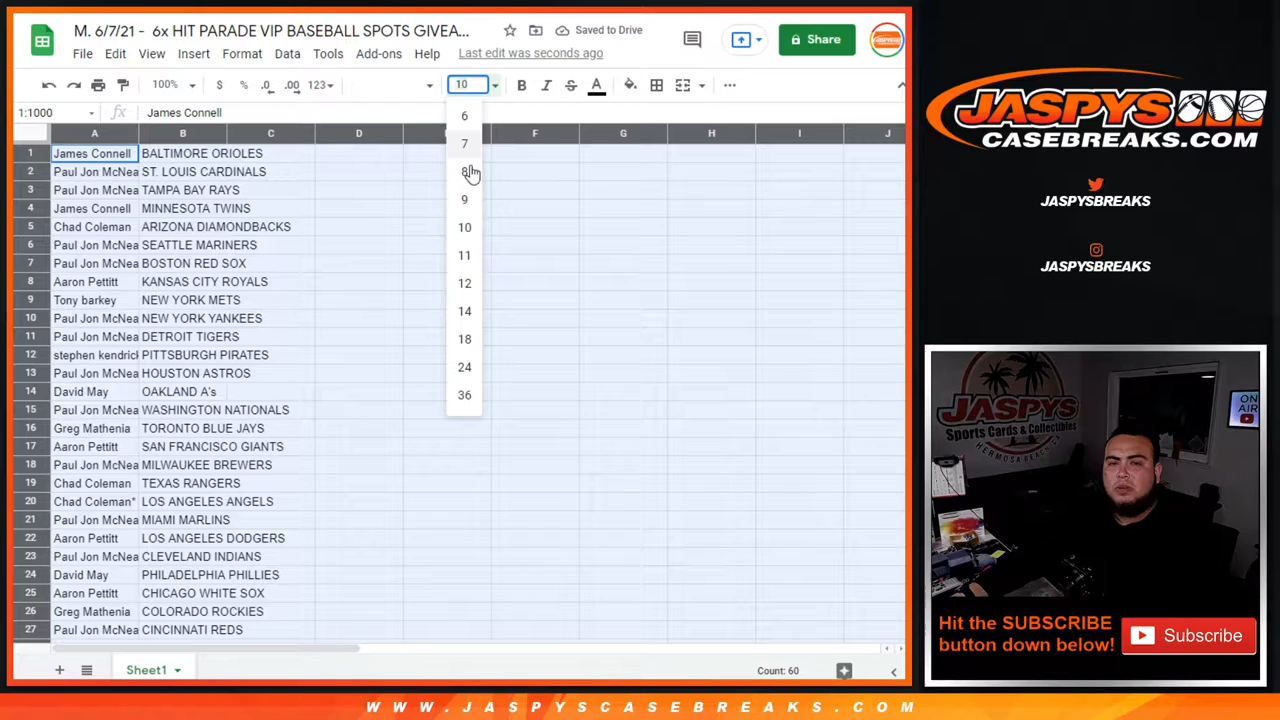 M. 6/7/21 - 6x HIT PARADE VIP BASEBALL SPOTS GIVEA...
Saved to Drive
Share
File Edit View Insert Format Data Tools Add-ons Help Last edit was seconds ago
100% $ % .0 .00 123 10 B I S A
1:1000 fx James Connell
A B C D F G H I J
1 James Connell BALTIMORE ORIOLES
2 Paul Jon McNea ST. LOUIS CARDINALS
3 Paul Jon McNea TAMPA BAY RAYS
4 James Connell MINNESOTA TWINS
5 Chad Coleman ARIZONA DIAMONDBACKS
6 Paul Jon McNea SEATTLE MARINERS
7 Paul Jon McNea BOSTON RED SOX
8 Aaron Pettitt KANSAS CITY ROYALS
9 Tony barkey NEW YORK METS
10 Paul Jon McNea NEW YORK YANKEES
11 Paul Jon McNea DETROIT TIGERS
12 stephen kendrick PITTSBURGH PIRATES
13 Paul Jon McNea HOUSTON ASTROS
14 David May OAKLAND A's
15 Paul Jon McNea WASHINGTON NATIONALS
16 Greg Mathenia TORONTO BLUE JAYS
17 Aaron Pettitt SAN FRANCISCO GIANTS
18 Paul Jon McNea MILWAUKEE BREWERS
19 Chad Coleman TEXAS RANGERS
20 Chad Coleman* LOS ANGELES ANGELS
21 Paul Jon McNea MIAMI MARLINS
22 Aaron Pettitt LOS ANGELES DODGERS
23 Paul Jon McNea CLEVELAND INDIANS
24 David May PHILADELPHIA PHILLIES
25 Aaron Pettitt CHICAGO WHITE SOX
26 Greg Mathenia COLORADO ROCKIES
27 Paul Jon McNea CINCINNATI REDS
6
7
8
9
10
11
12
14
18
24
36
Sheet1
Count: 60
JASPYS
CASEBREAKS.COM
JASPYSBREAKS
JASPYSBREAKS
JASPYS
Sports Cards & Collectibles
HERMOSA BEACH
ON
AIR
Hit the SUBSCRIBE
button down below!
Subscribe
WWW.JASPYSCASEBREAKS.COM